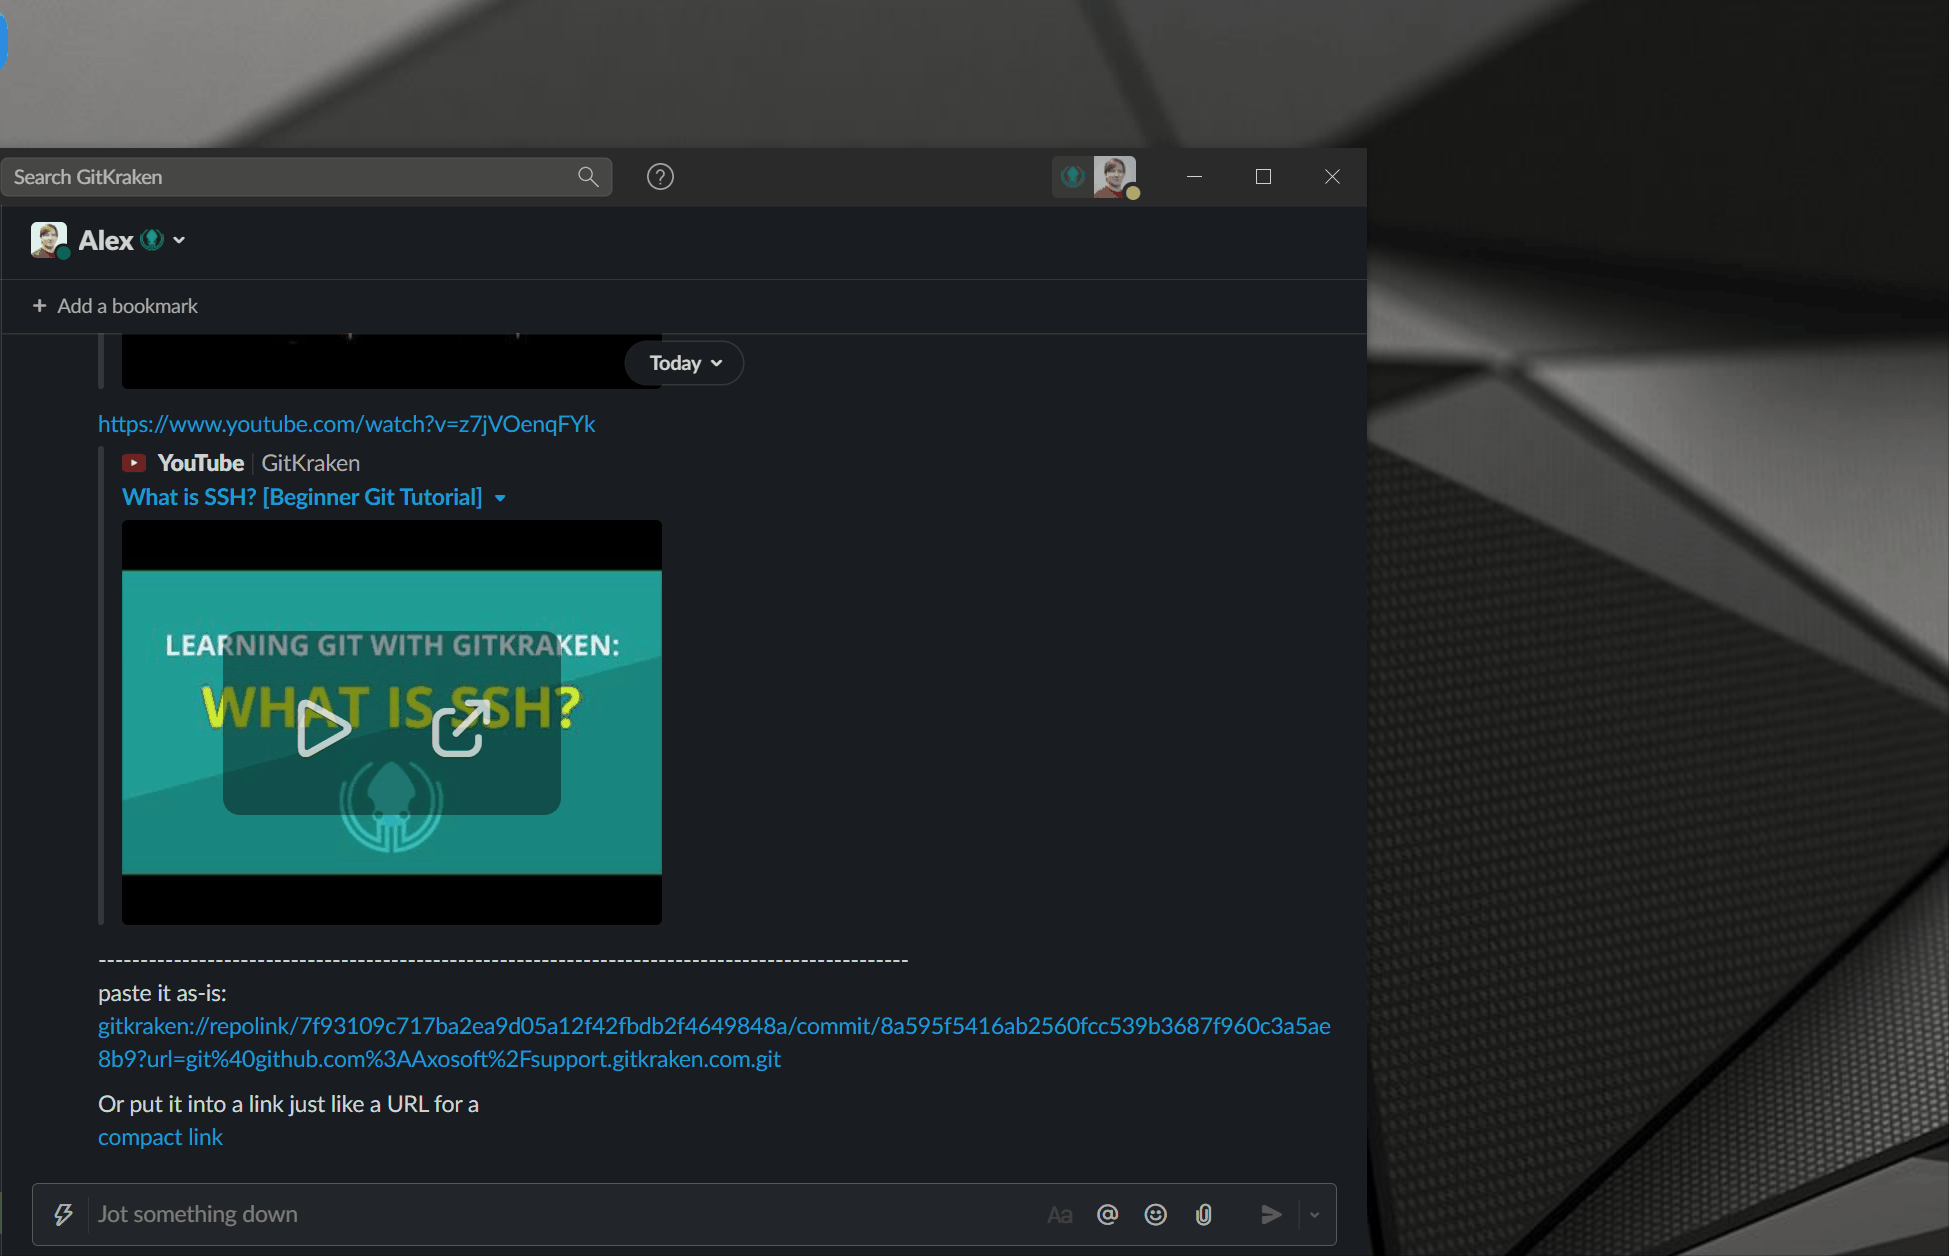 Search GitKraken
Alex
+ Add a bookmark
Today
https://www.youtube.com/watch?v=z7jVOenqFYk
YouTube | GitKraken
What is SSH? [Beginner Git Tutorial]
LEARNING GIT WITH GITKRAKEN:
WHAT IS SSH?
-------------------------------------------------------------------------------------------------
paste it as-is:
gitkraken://repolink/7f93109c717ba2ea9d05a12f42fbdb2f4649848a/commit/8a595f5416ab2560fcc539b3687f960c3a5ae
8b9?url=git%40github.com%3AAxosoft%2Fsupport.gitkraken.com.git
Or put it into a link just like a URL for a
compact link
Jot something down
Aa @